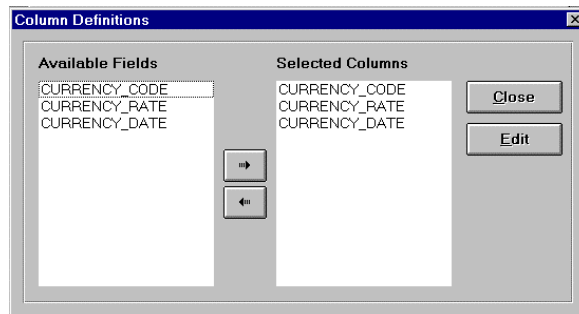 Column Definitions
Available Fields
CURRENCY_CODE
CURRENCY_RATE
CURRENCY_DATE
Selected Columns
CURRENCY_CODE
CURRENCY_RATE
CURRENCY_DATE
Close
Edit